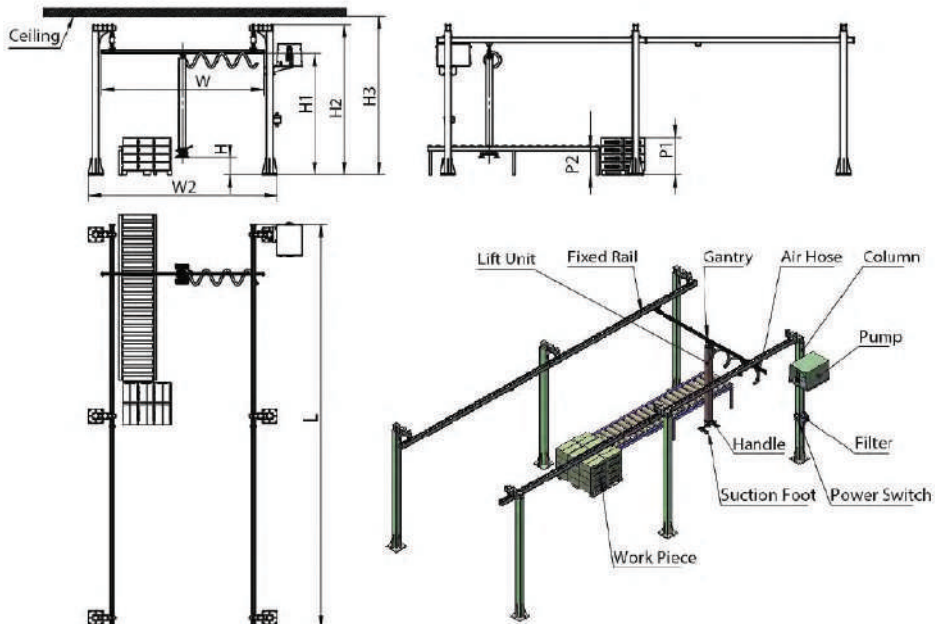 Ceiling
W
H
H1
H2
H3
W2
P2
P1
L
Lift Unit
Fixed Rail
Gantry
Air Hose
Column
Pump
Handle
Filter
Suction Foot
Power Switch
Work Piece